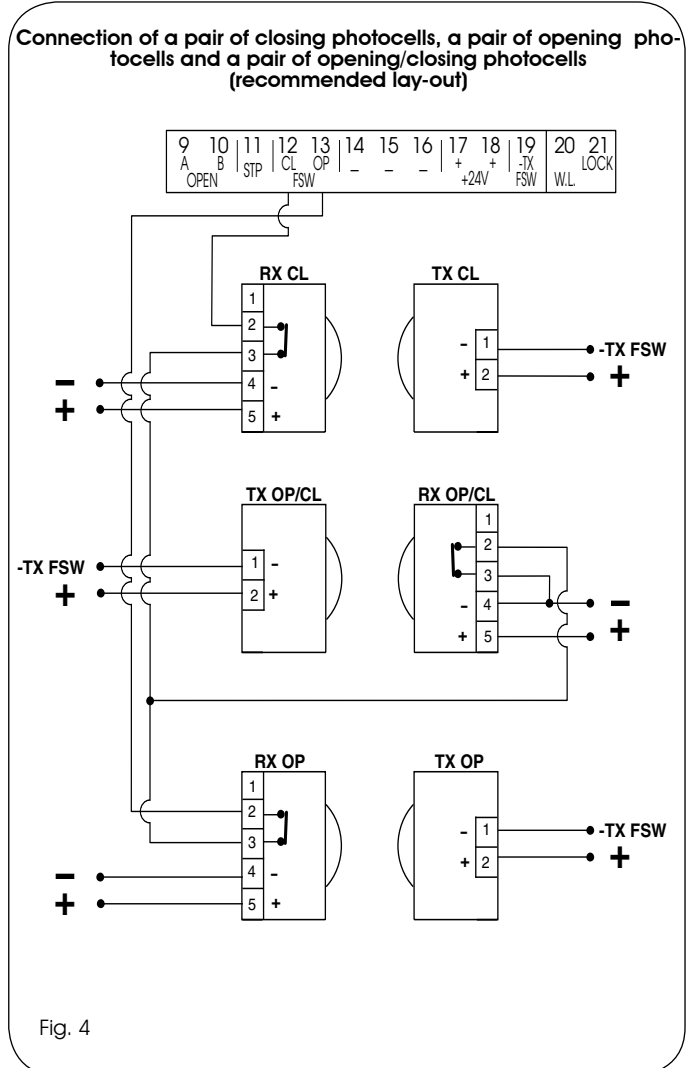 Connection of a pair of closing photocells, a pair of opening pho-
tocells and a pair of opening/closing photocells
(recommended lay-out)
9 10 11 12 13 14 15 16 17 18 19 20 21
A B STP CL OP - - - + + -TX LOCK
OPEN FSW +24V FSW W.L.
RX CL TX CL
1
2
3
4 -
5 +
-
+
- 1
+ 2
-TX FSW
+
TX OP/CL RX OP/CL
-TX FSW
+
1 -
2 +
1
2
3
- 4
+ 5
-
+
RX OP TX OP
1
2
3
4 -
5 +
-
+
- 1
+ 2
-TX FSW
+
Fig. 4